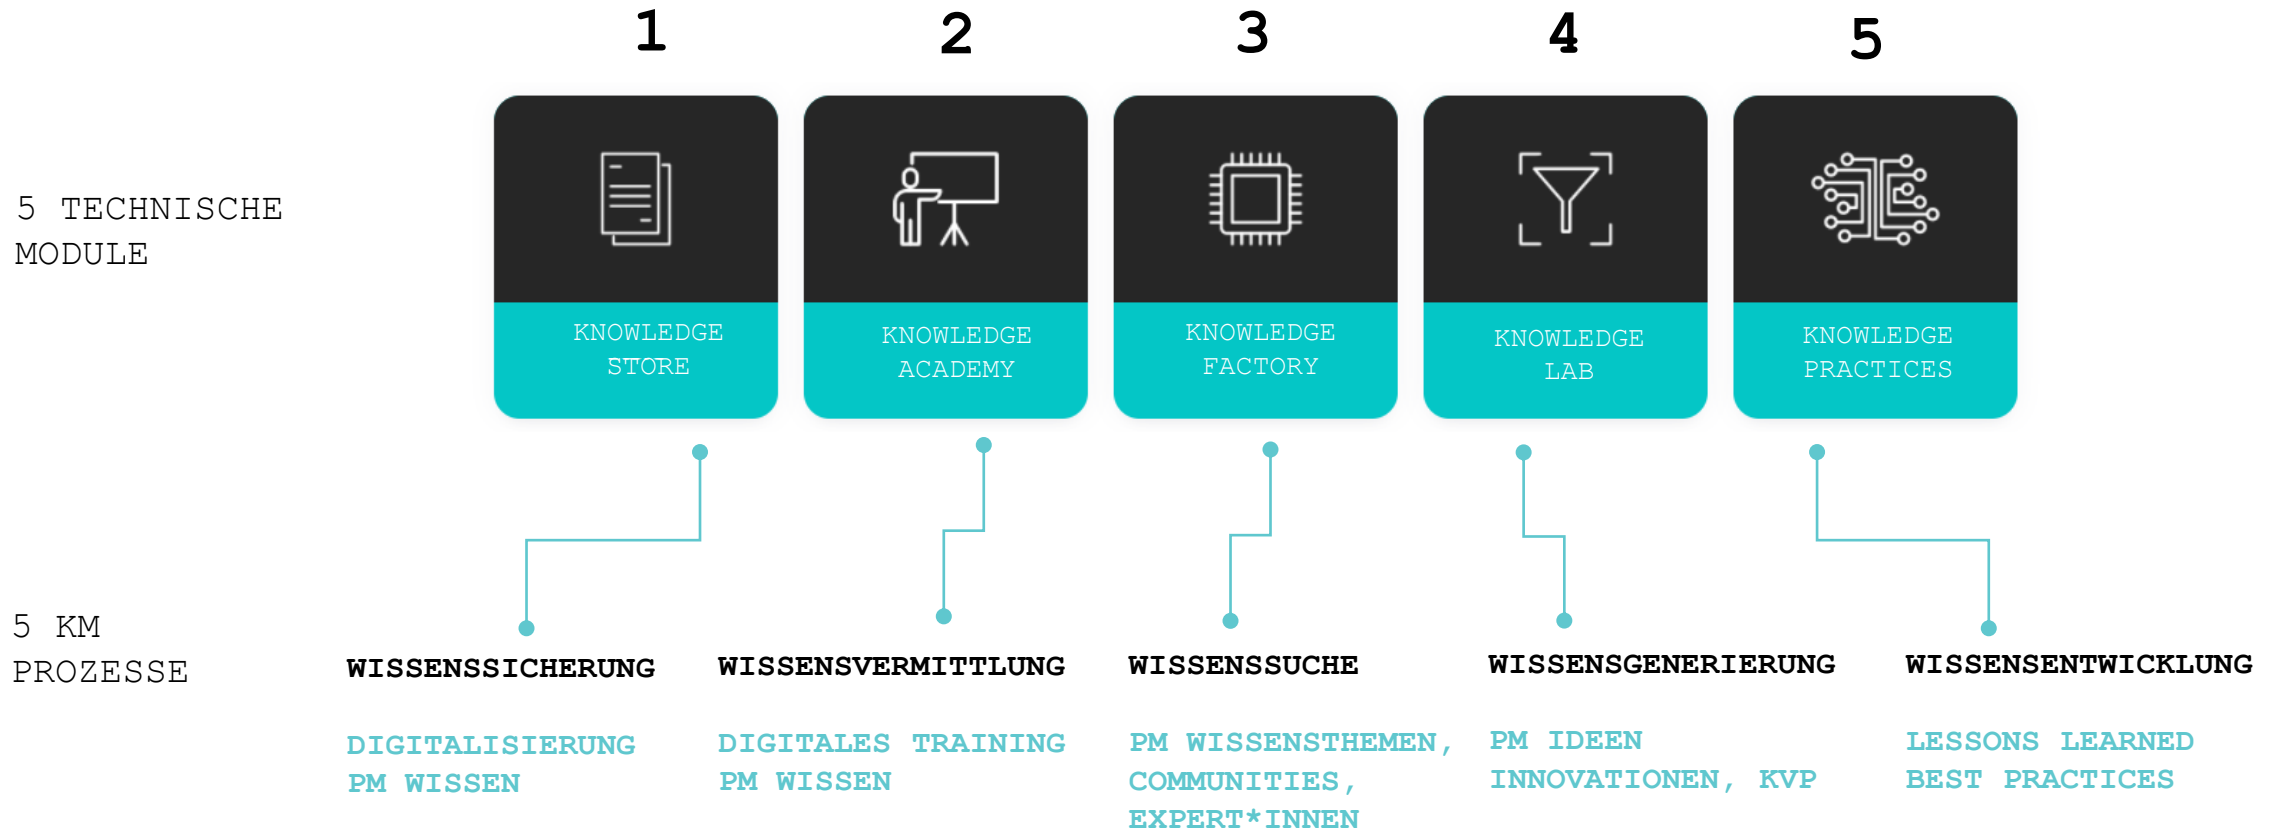 1 2 3 4 5
5 TECHNISCHE
MODULE
KNOWLEDGE
STORE
KNOWLEDGE
ACADEMY
KNOWLEDGE
FACTORY
KNOWLEDGE
LAB
KNOWLEDGE
PRACTICES
5 KM
PROZESSE
WISSENSSICHERUNG
DIGITALISIERUNG
PM WISSEN
WISSENSVERMITTLUNG
DIGITALES TRAINING
PM WISSEN
WISSENSSUCHE
PM WISSENSTHEMEN,
COMMUNITIES,
EXPERT*INNEN
WISSENSGENERIERUNG
PM IDEEN
INNOVATIONEN, KVP
WISSENSENTWICKLUNG
LESSONS LEARNED
BEST PRACTICES